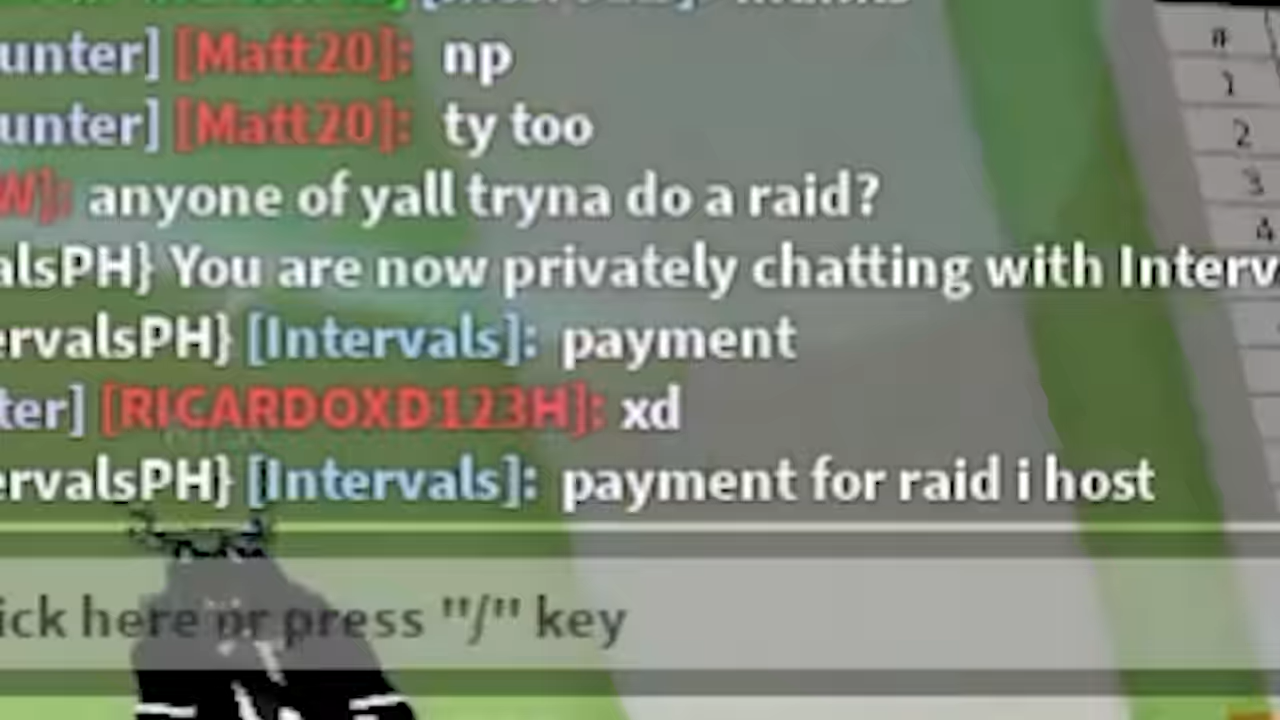 unter] [Matt20]: np
unter] [Matt20]: ty too
W]: anyone of yall tryna do a raid?
alsPH} You are now privately chatting with Interv
ervalsPH} [Intervals]: payment
ter] [RICARDOXD123H]: xd
ervalsPH} [Intervals]: payment for raid i host
ick here or press "/" key
#
1
2
3
4